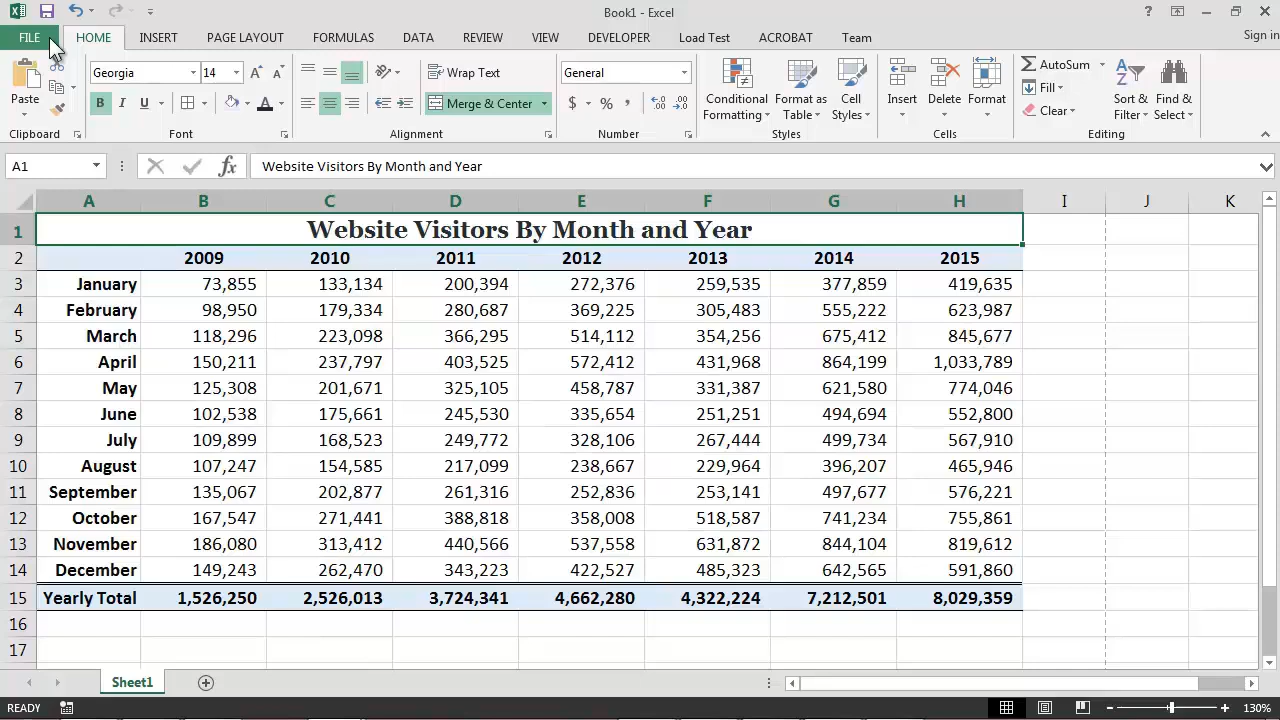 Book1 - Excel
?
FILE HOME INSERT PAGE LAYOUT FORMULAS DATA REVIEW VIEW DEVELOPER Load Test ACROBAT Team Sign in
Paste
Clipboard
Georgia 14
B I U A
Font
Wrap Text
Merge & Center
Alignment
General
$ % ,
Number
Conditional Formatting
Format as Table
Cell Styles
Styles
Insert Delete Format
Cells
AutoSum
Fill
Clear
Sort & Filter
Find & Select
Editing
A1 fx Website Visitors By Month and Year
A B C D E F G H I J K
1 Website Visitors By Month and Year
2 2009 2010 2011 2012 2013 2014 2015
3 January 73,855 133,134 200,394 272,376 259,535 377,859 419,635
4 February 98,950 179,334 280,687 369,225 305,483 555,222 623,987
5 March 118,296 223,098 366,295 514,112 354,256 675,412 845,677
6 April 150,211 237,797 403,525 572,412 431,968 864,199 1,033,789
7 May 125,308 201,671 325,105 458,787 331,387 621,580 774,046
8 June 102,538 175,661 245,530 335,654 251,251 494,694 552,800
9 July 109,899 168,523 249,772 328,106 267,444 499,734 567,910
10 August 107,247 154,585 217,099 238,667 229,964 396,207 465,946
11 September 135,067 202,877 261,316 252,836 253,141 497,677 576,221
12 October 167,547 271,441 388,818 358,008 518,587 741,234 755,861
13 November 186,080 313,412 440,566 537,558 631,872 844,104 819,612
14 December 149,243 262,470 343,223 422,527 485,323 642,565 591,860
15 Yearly Total 1,526,250 2,526,013 3,724,341 4,662,280 4,322,224 7,212,501 8,029,359
16
17
Sheet1
READY 130%